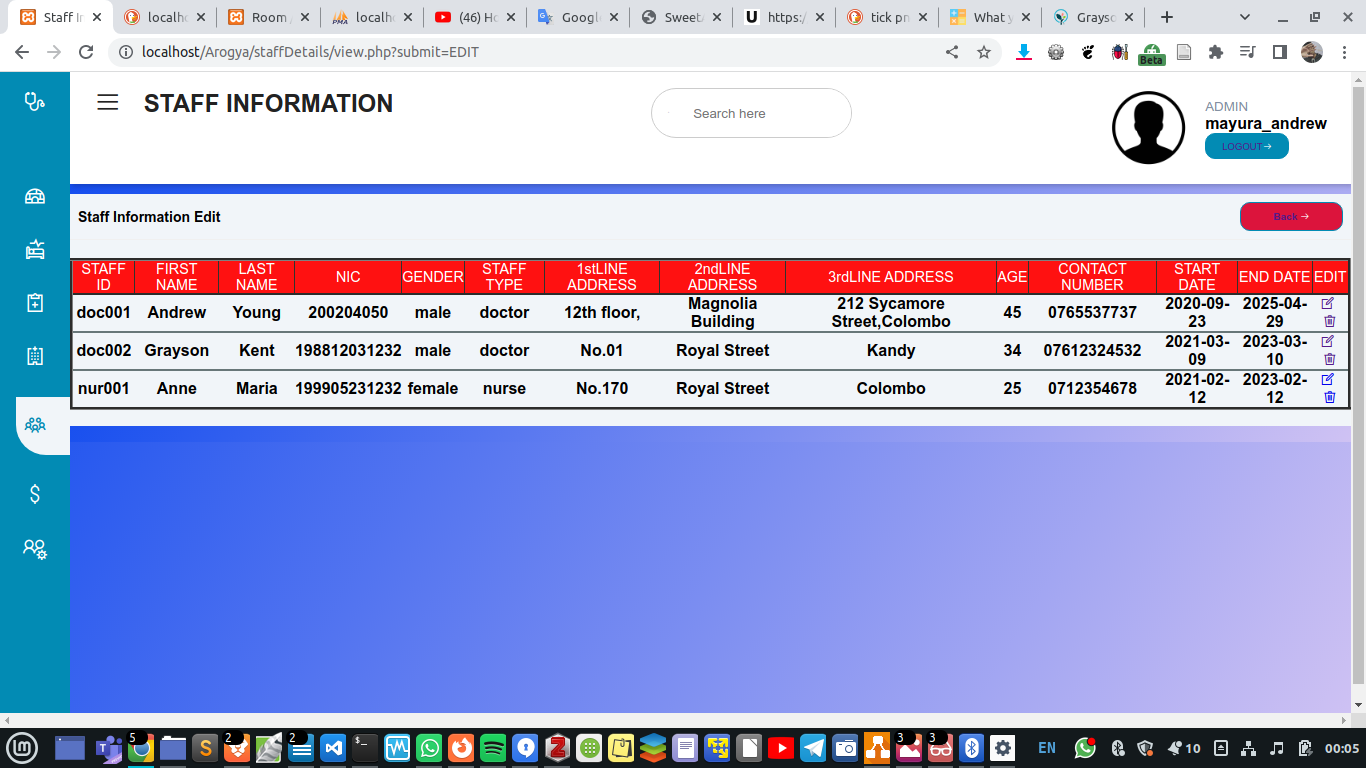 Staff In
localho
Room /
PMA
localho
(46) Ho
Google
SweetA
U
https:/
tick pn
What y
Grayso
localhost/Arogya/staffDetails/view.php?submit=EDIT
Beta
STAFF INFORMATION
Search here
ADMIN
mayura_andrew
LOGOUT→
Staff Information Edit
Back →
STAFF ID FIRST NAME LAST NAME NIC GENDER STAFF TYPE 1stLINE ADDRESS 2ndLINE ADDRESS 3rdLINE ADDRESS AGE CONTACT NUMBER START DATE END DATE EDIT
doc001 Andrew Young 200204050 male doctor 12th floor, Magnolia Building 212 Sycamore Street,Colombo 45 0765537737 2020-09-23 2025-04-29
doc002 Grayson Kent 198812031232 male doctor No.01 Royal Street Kandy 34 07612324532 2021-03-09 2023-03-10
nur001 Anne Maria 199905231232 female nurse No.170 Royal Street Colombo 25 0712354678 2021-02-12 2023-02-12
5 2 2 3 3
EN
10
00:05